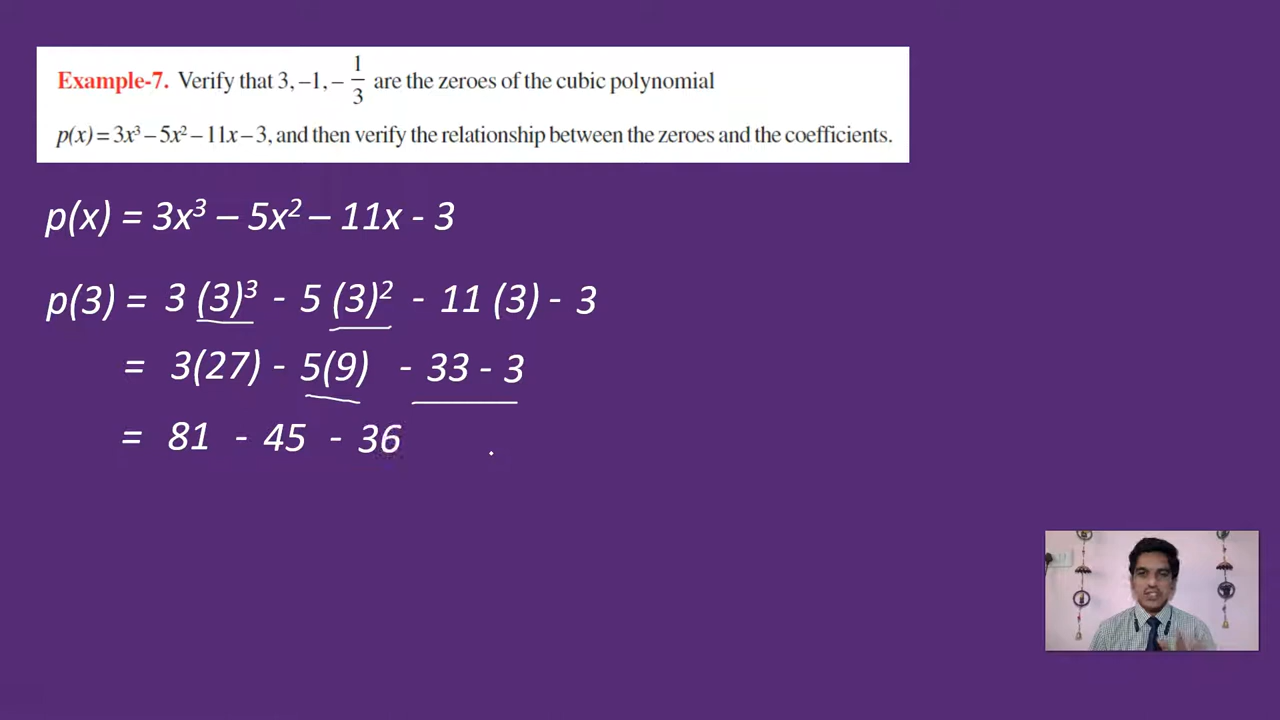 Example-7. Verify that 3, –1, – 1/3 are the zeroes of the cubic polynomial
p(x) = 3x³ – 5x² – 11x – 3, and then verify the relationship between the zeroes and the coefficients.
p(x) = 3x³ – 5x² – 11x - 3
p(3) = 3 (3)³ - 5 (3)² - 11 (3) - 3
= 3(27) - 5(9) - 33 - 3
= 81 - 45 - 36